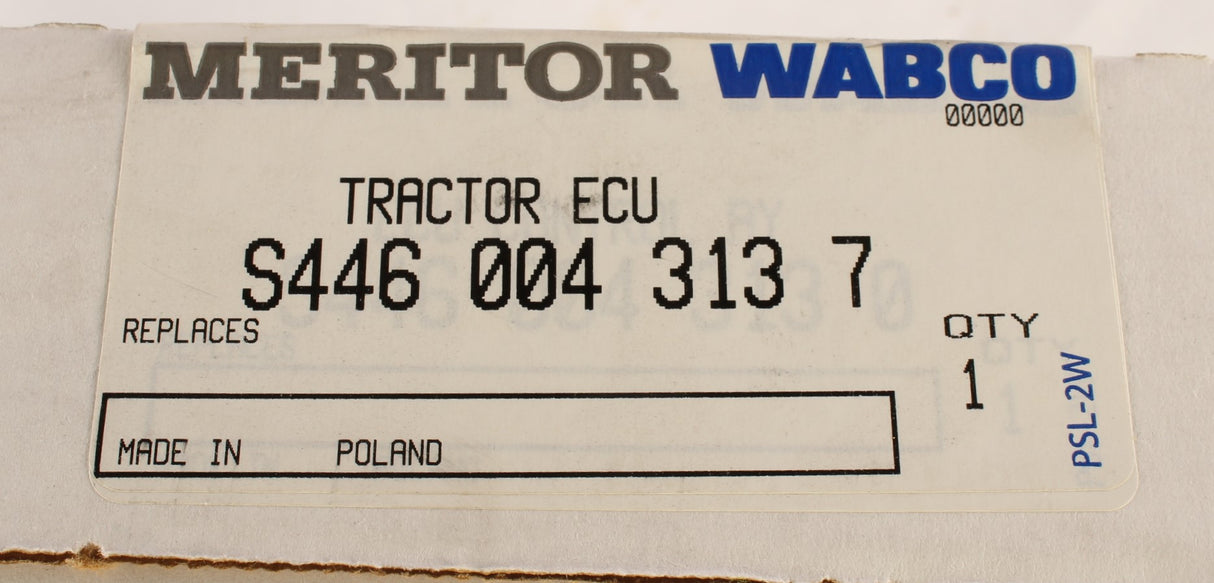 MERITOR WABCO
00000
TRACTOR ECU
S446 004 313 7
REPLACES
QTY
1
PSL-2W
MADE IN POLAND